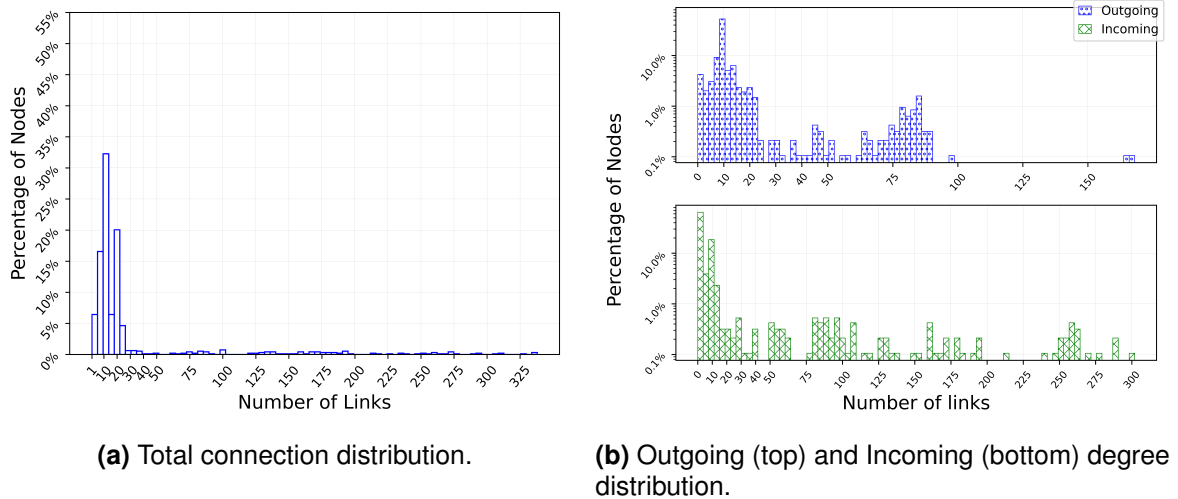 55%
50%
45%
40%
35%
30%
25%
20%
15%
10%
5%
0%
Percentage of Nodes
1 10 20 30 40 50 75 100 125 150 175 200 225 250 275 300 325
Number of Links
(a) Total connection distribution.
Outgoing
Incoming
10.0%
1.0%
0.1%
0 10 20 30 40 50 75 100 125 150
Percentage of Nodes
10.0%
1.0%
0.1%
0 10 20 30 40 50 75 100 125 150 175 200 225 250 275 300
Number of links
(b) Outgoing (top) and Incoming (bottom) degree
distribution.